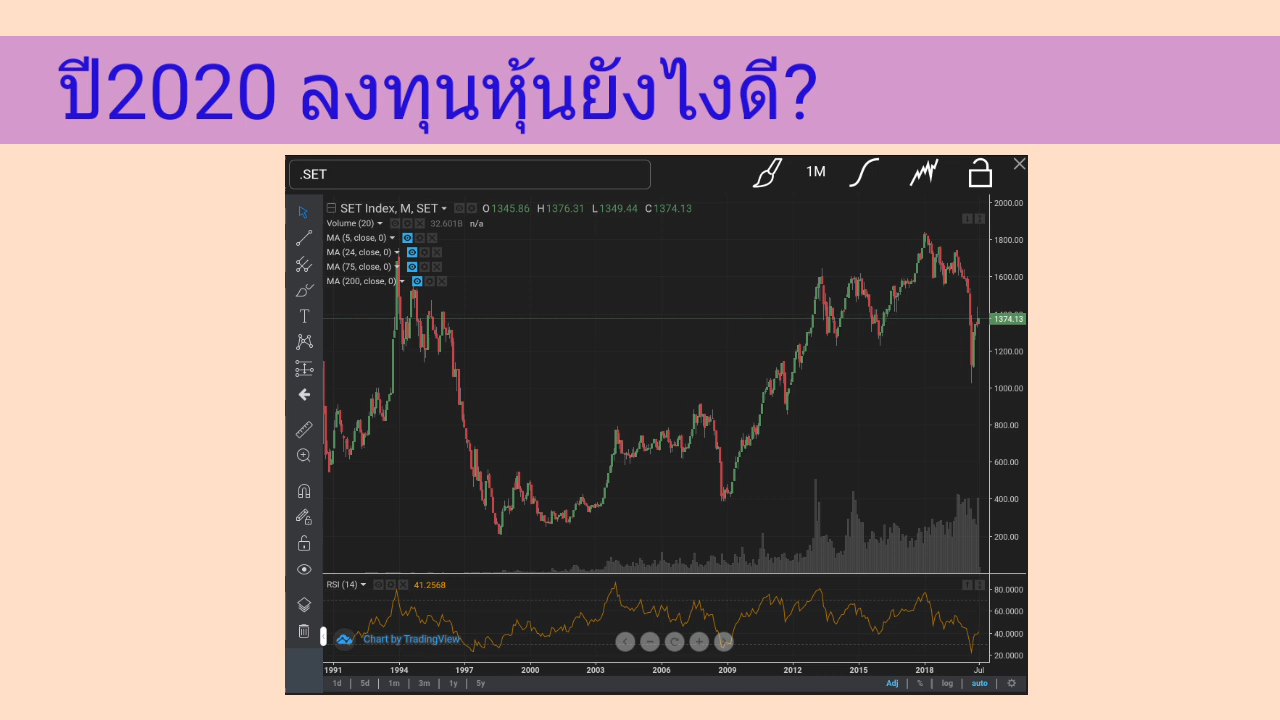 ปี2020 ลงทุนหุ้นยังไงดี?
.SET
1M
SET Index, M, SET O1345.86 H1376.31 L1349.44 C1374.13
Volume (20) 32.601B n/a
MA (5, close, 0)
MA (24, close, 0)
MA (75, close, 0)
MA (200, close, 0)
2000.00
1800.00
1600.00
1374.13
1200.00
1000.00
800.00
600.00
400.00
200.00
RSI (14) 41.2568
80.0000
60.0000
40.0000
20.0000
Chart by TradingView
1991 1994 1997 2000 2003 2006 2009 2012 2015 2018 Jul
1d | 5d | 1m | 3m | 1y | 5y Adj | % | log | auto |